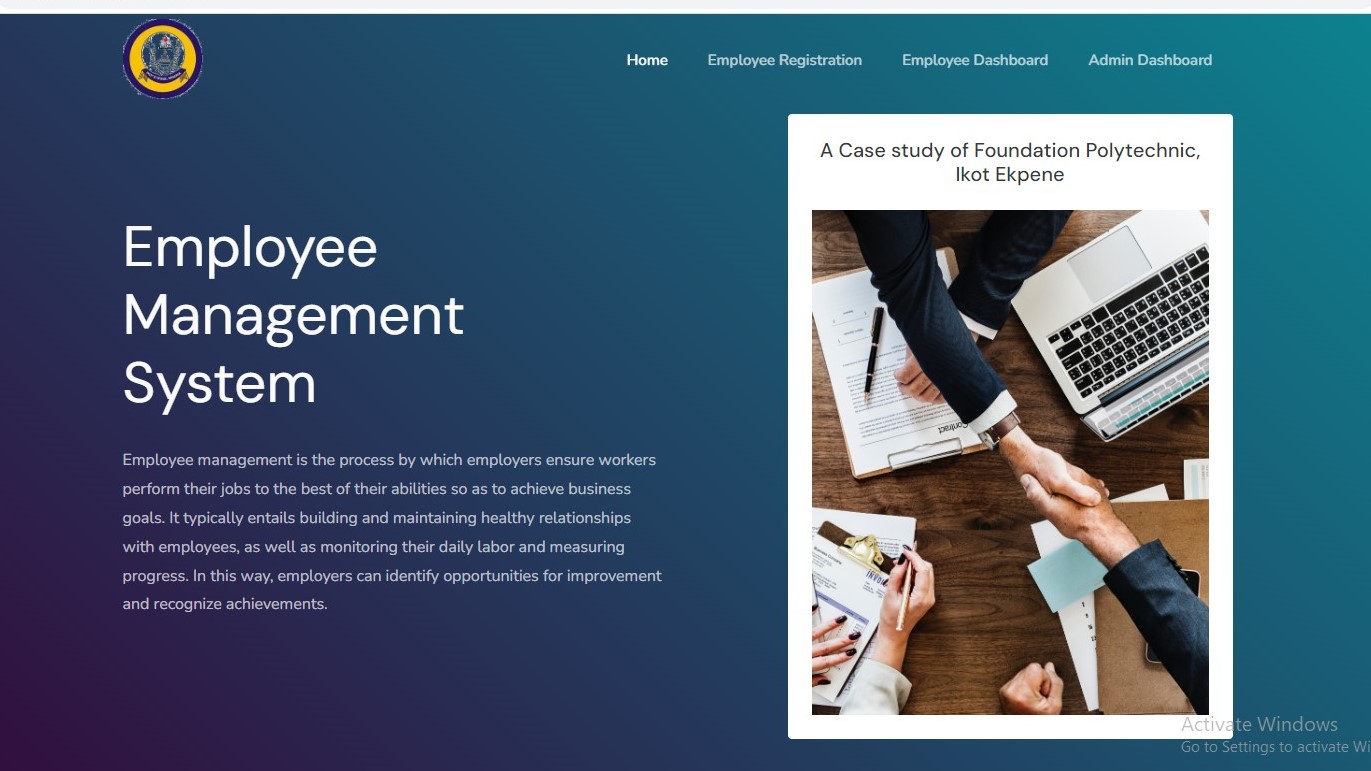 Home
Employee Registration
Employee Dashboard
Admin Dashboard
Employee
Management
System
Employee management is the process by which employers ensure workers
perform their jobs to the best of their abilities so as to achieve business
goals. It typically entails building and maintaining healthy relationships
with employees, as well as monitoring their daily labor and measuring
progress. In this way, employers can identify opportunities for improvement
and recognize achievements.
A Case study of Foundation Polytechnic,
Ikot Ekpene
Contract
Activate Windows
Go to Settings to activate Wi